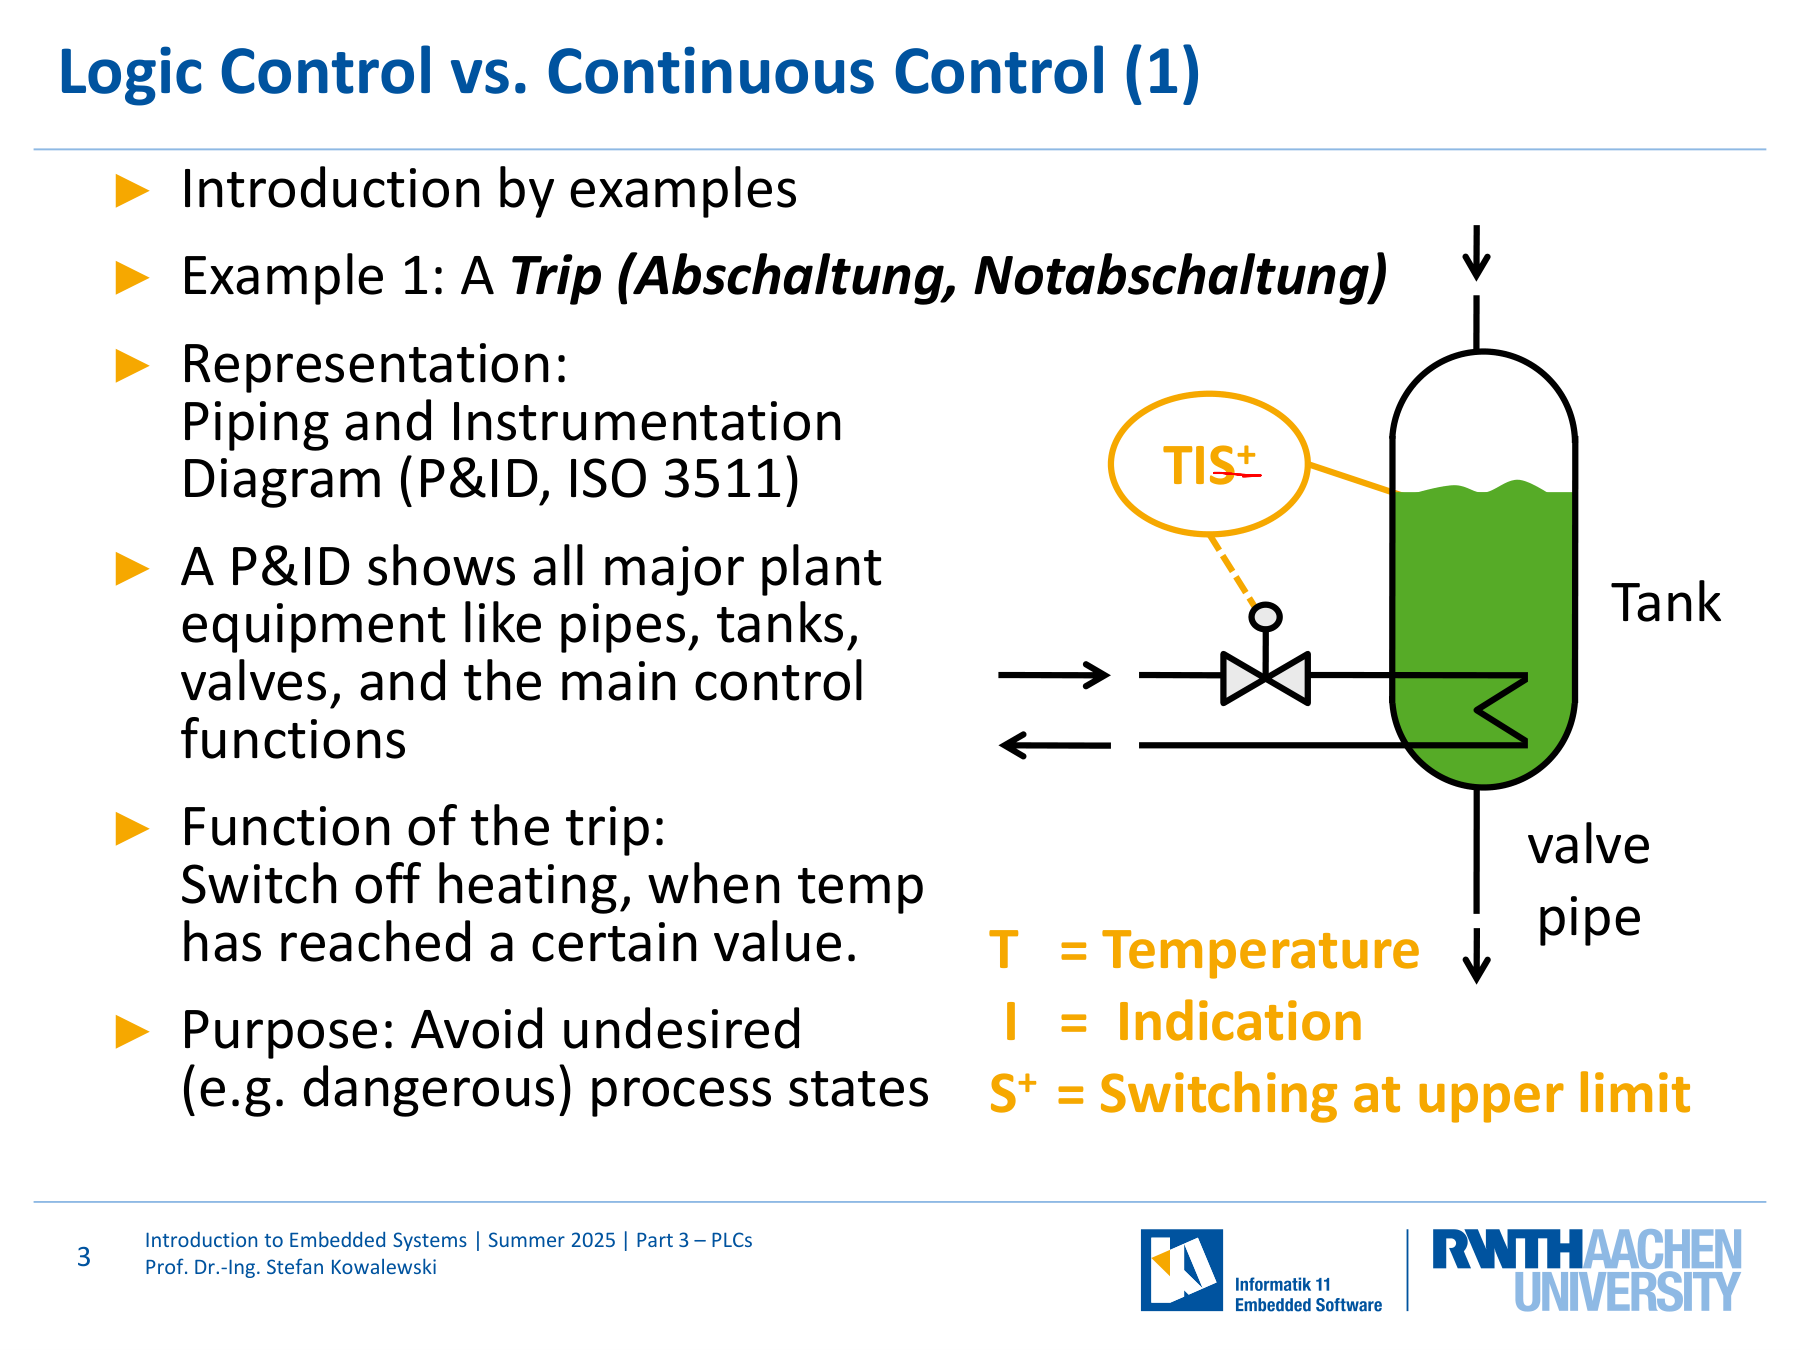 Logic Control vs. Continuous Control (1)
► Introduction by examples
► Example 1: A Trip (Abschaltung, Notabschaltung)
► Representation:
Piping and Instrumentation
Diagram (P&ID, ISO 3511)
► A P&ID shows all major plant
equipment like pipes, tanks,
valves, and the main control
functions
► Function of the trip:
Switch off heating, when temp
has reached a certain value.
► Purpose: Avoid undesired
(e.g. dangerous) process states
TIS⁺
Tank
valve
pipe
T = Temperature
I = Indication
S⁺ = Switching at upper limit
3
Introduction to Embedded Systems | Summer 2025 | Part 3 – PLCs
Prof. Dr.-Ing. Stefan Kowalewski
Informatik 11
Embedded Software
RWTHAACHEN
UNIVERSITY